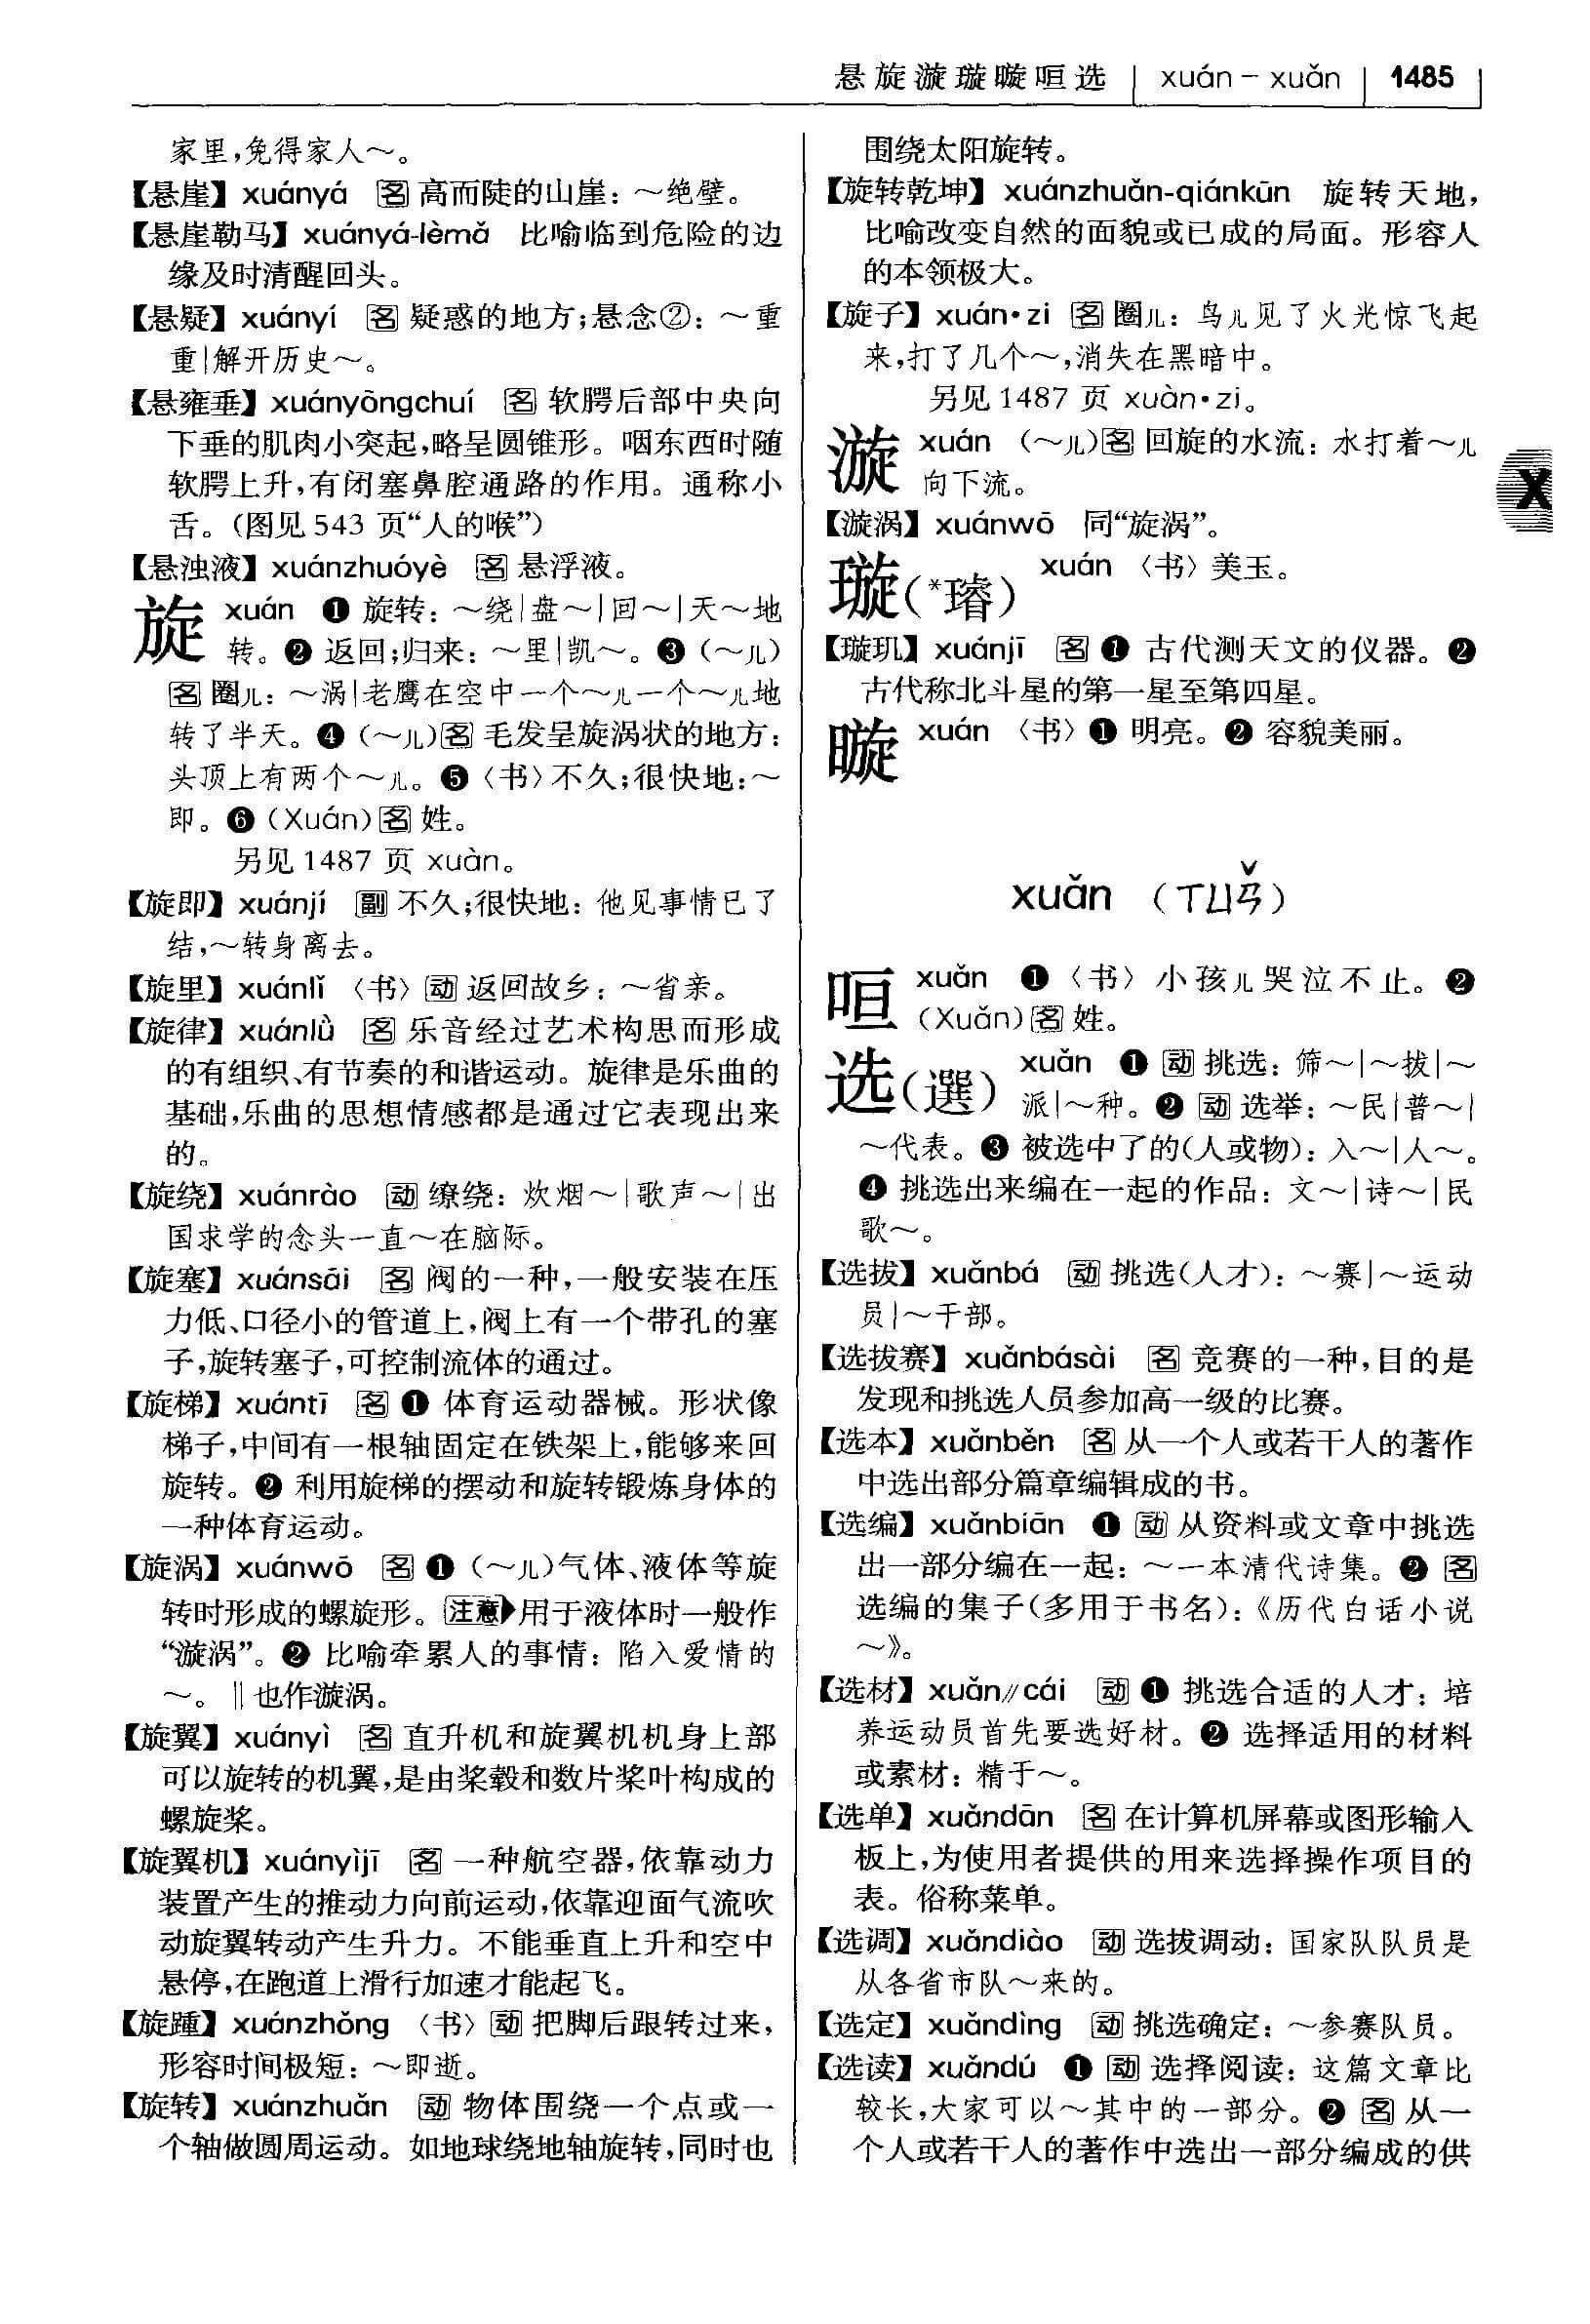 悬旋漩璇暶咺选 | xuán－xuǎn | 1485
家里,免得家人～。
【悬崖】 xuányá 名 高而陡的山崖：～绝壁。
【悬崖勒马】 xuányá-lèmǎ 比喻临到危险的边
缘及时清醒回头。
【悬疑】 xuányí 名 疑惑的地方;悬念②：～重
重|解开历史～。
【悬雍垂】 xuányōngchuí 名 软腭后部中央向
下垂的肌肉小突起,略呈圆锥形。咽东西时随
软腭上升,有闭塞鼻腔通路的作用。通称小
舌。(图见 543 页“人的喉”)
【悬浊液】 xuánzhuóyè 名 悬浮液。
旋 xuán ❶ 旋转：～绕|盘～|回～|天～地
转。❷ 返回;归来：～里|凯～。❸（～儿）
名 圈儿：～涡|老鹰在空中一个～儿一个～儿地
转了半天。❹（～儿）名 毛发呈旋涡状的地方：
头顶上有两个～儿。❺〈书〉不久;很快地：～
即。❻（Xuán）名 姓。
另见 1487 页 xuàn。
【旋即】 xuánjí 副 不久;很快地：他见事情已了
结,～转身离去。
【旋里】 xuánlǐ 〈书〉动 返回故乡：～省亲。
【旋律】 xuánlǜ 名 乐音经过艺术构思而形成
的有组织、有节奏的和谐运动。旋律是乐曲的
基础,乐曲的思想情感都是通过它表现出来
的。
【旋绕】 xuánrào 动 缭绕：炊烟～|歌声～|出
国求学的念头一直～在脑际。
【旋塞】 xuánsāi 名 阀的一种,一般安装在压
力低、口径小的管道上,阀上有一个带孔的塞
子,旋转塞子,可控制流体的通过。
【旋梯】 xuántī 名 ❶ 体育运动器械。形状像
梯子,中间有一根轴固定在铁架上,能够来回
旋转。❷ 利用旋梯的摆动和旋转锻炼身体的
一种体育运动。
【旋涡】 xuánwō 名 ❶（～儿）气体、液体等旋
转时形成的螺旋形。注意▶用于液体时一般作
“漩涡”。❷ 比喻牵累人的事情：陷入爱情的
～。‖也作漩涡。
【旋翼】 xuányì 名 直升机和旋翼机机身上部
可以旋转的机翼,是由桨毂和数片桨叶构成的
螺旋桨。
【旋翼机】 xuányìjī 名 一种航空器,依靠动力
装置产生的推动力向前运动,依靠迎面气流吹
动旋翼转动产生升力。不能垂直上升和空中
悬停,在跑道上滑行加速才能起飞。
【旋踵】 xuánzhǒng 〈书〉动 把脚后跟转过来,
形容时间极短：～即逝。
【旋转】 xuánzhuǎn 动 物体围绕一个点或一
个轴做圆周运动。如地球绕地轴旋转,同时也
围绕太阳旋转。
【旋转乾坤】 xuánzhuǎn-qiánkūn 旋转天地,
比喻改变自然的面貌或已成的局面。形容人
的本领极大。
【旋子】 xuán•zi 名 圈儿：鸟儿见了火光惊飞起
来,打了几个～,消失在黑暗中。
另见 1487 页 xuàn•zi。
漩 xuán （～儿）名 回旋的水流：水打着～儿
向下流。
【漩涡】 xuánwō 同“旋涡”。
璇(*璿) xuán 〈书〉美玉。
【璇玑】 xuánjī 名 ❶ 古代测天文的仪器。❷
古代称北斗星的第一星至第四星。
暶 xuán 〈书〉❶ 明亮。❷ 容貌美丽。
xuǎn （ㄒㄩㄢˇ）
咺 xuǎn ❶〈书〉小孩儿哭泣不止。❷
（Xuǎn）名 姓。
选(選) xuǎn ❶ 动 挑选：筛～|～拔|～
派|～种。❷ 动 选举：～民|普～|
～代表。❸ 被选中了的(人或物)：入～|人～。
❹ 挑选出来编在一起的作品：文～|诗～|民
歌～。
【选拔】 xuǎnbá 动 挑选(人才)：～赛|～运动
员|～干部。
【选拔赛】 xuǎnbásài 名 竞赛的一种,目的是
发现和挑选人员参加高一级的比赛。
【选本】 xuǎnběn 名 从一个人或若干人的著作
中选出部分篇章编辑成的书。
【选编】 xuǎnbiān ❶ 动 从资料或文章中挑选
出一部分编在一起：～一本清代诗集。❷ 名
选编的集子(多用于书名)：《历代白话小说
～》。
【选材】 xuǎn∥cái 动 ❶ 挑选合适的人才：培
养运动员首先要选好材。❷ 选择适用的材料
或素材：精于～。
【选单】 xuǎndān 名 在计算机屏幕或图形输入
板上,为使用者提供的用来选择操作项目的
表。俗称菜单。
【选调】 xuǎndiào 动 选拔调动：国家队队员是
从各省市队～来的。
【选定】 xuǎndìng 动 挑选确定：～参赛队员。
【选读】 xuǎndú ❶ 动 选择阅读：这篇文章比
较长,大家可以～其中的一部分。❷ 名 从一
个人或若干人的著作中选出一部分编成的供
X